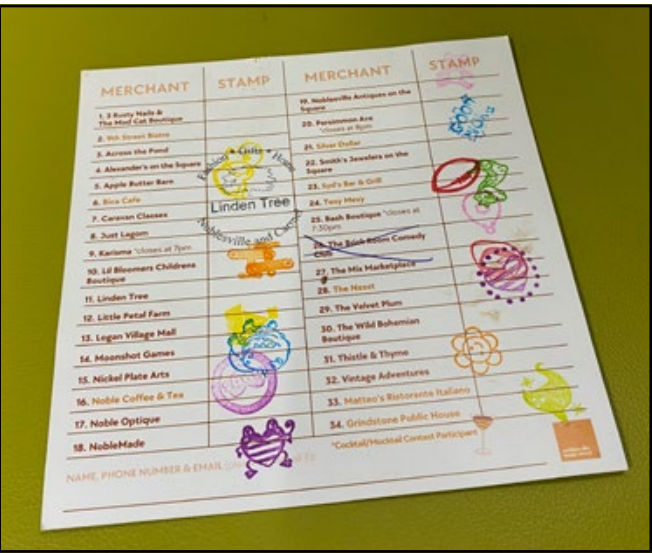 MERCHANT STAMP MERCHANT STAMP
1. 3 Rusty Nails &
The Mad Cat Boutique
2. 9th Street Bistro
3. Across the Pond
4. Alexander's on the Square
5. Apple Butter Barn
6. Rica Cafe
7. Caravan Classes
8. Just Lagom
9. Karisma *closes at 7pm
10. Lil Bloomers Childrens
Boutique
11. Linden Tree
12. Little Petal Farm
13. Logan Village Mall
14. Moonshot Games
15. Nickel Plate Arts
16. Noble Coffee & Tea
17. Noble Optique
18. NobleMade
Fashion • Gifts • Home
Linden Tree
Noblesville and Carmel
19. Noblesville Antiques on the
Square
20. Persimmon Ave
*closes at 8pm
21. Silver Dollar
22. Smith's Jewelers on the
Square
23. Syd's Bar & Grill
24. Texy Mexy
25. Bash Boutique *closes at
7:30pm
26. The Brick Room Comedy
Club
27. The Mix Marketplace
28. The Nesst
29. The Velvet Plum
30. The Wild Bohemian
Boutique
31. Thistle & Thyme
32. Vintage Adventures
33. Matteo's Ristorante Italiano
34. Grindstone Public House
*Cocktail/Mocktail Contest Participant
NAME, PHONE NUMBER & EMAIL